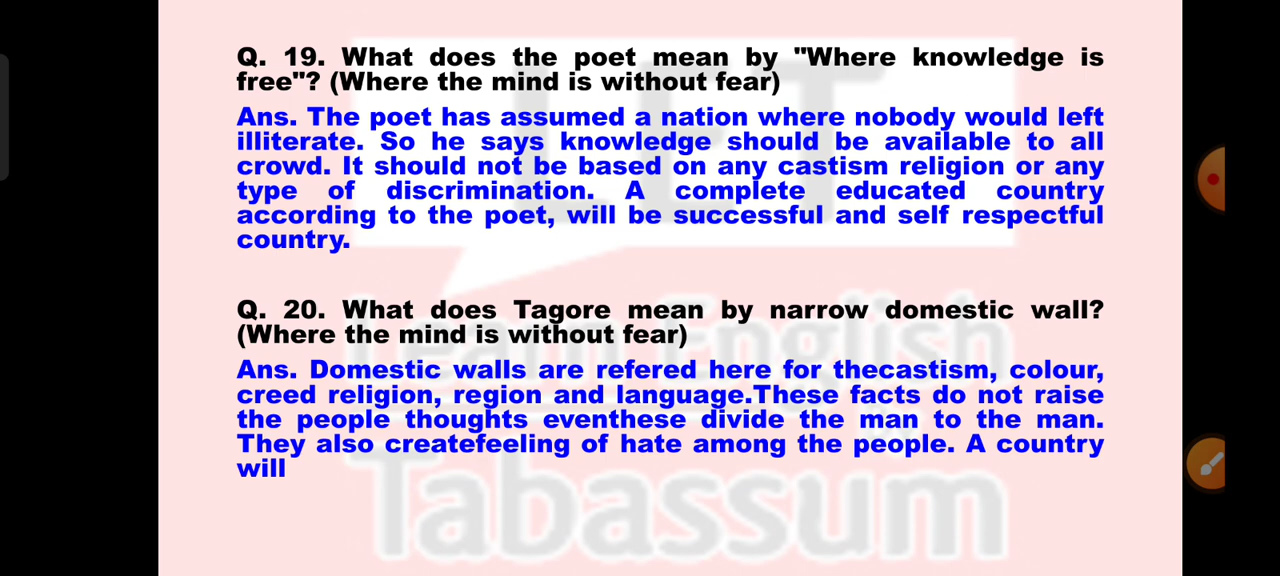 Q. 19. What does the poet mean by "Where knowledge is
free"? (Where the mind is without fear)
Ans. The poet has assumed a nation where nobody would left
illiterate. So he says knowledge should be available to all
crowd. It should not be based on any castism religion or any
type of discrimination. A complete educated country
according to the poet, will be successful and self respectful
country.
Q. 20. What does Tagore mean by narrow domestic wall?
(Where the mind is without fear)
Ans. Domestic walls are refered here for thecastism, colour,
creed religion, region and language.These facts do not raise
the people thoughts eventhese divide the man to the man.
They also createfeeling of hate among the people. A country
will
LET
Learn English
Tabassum